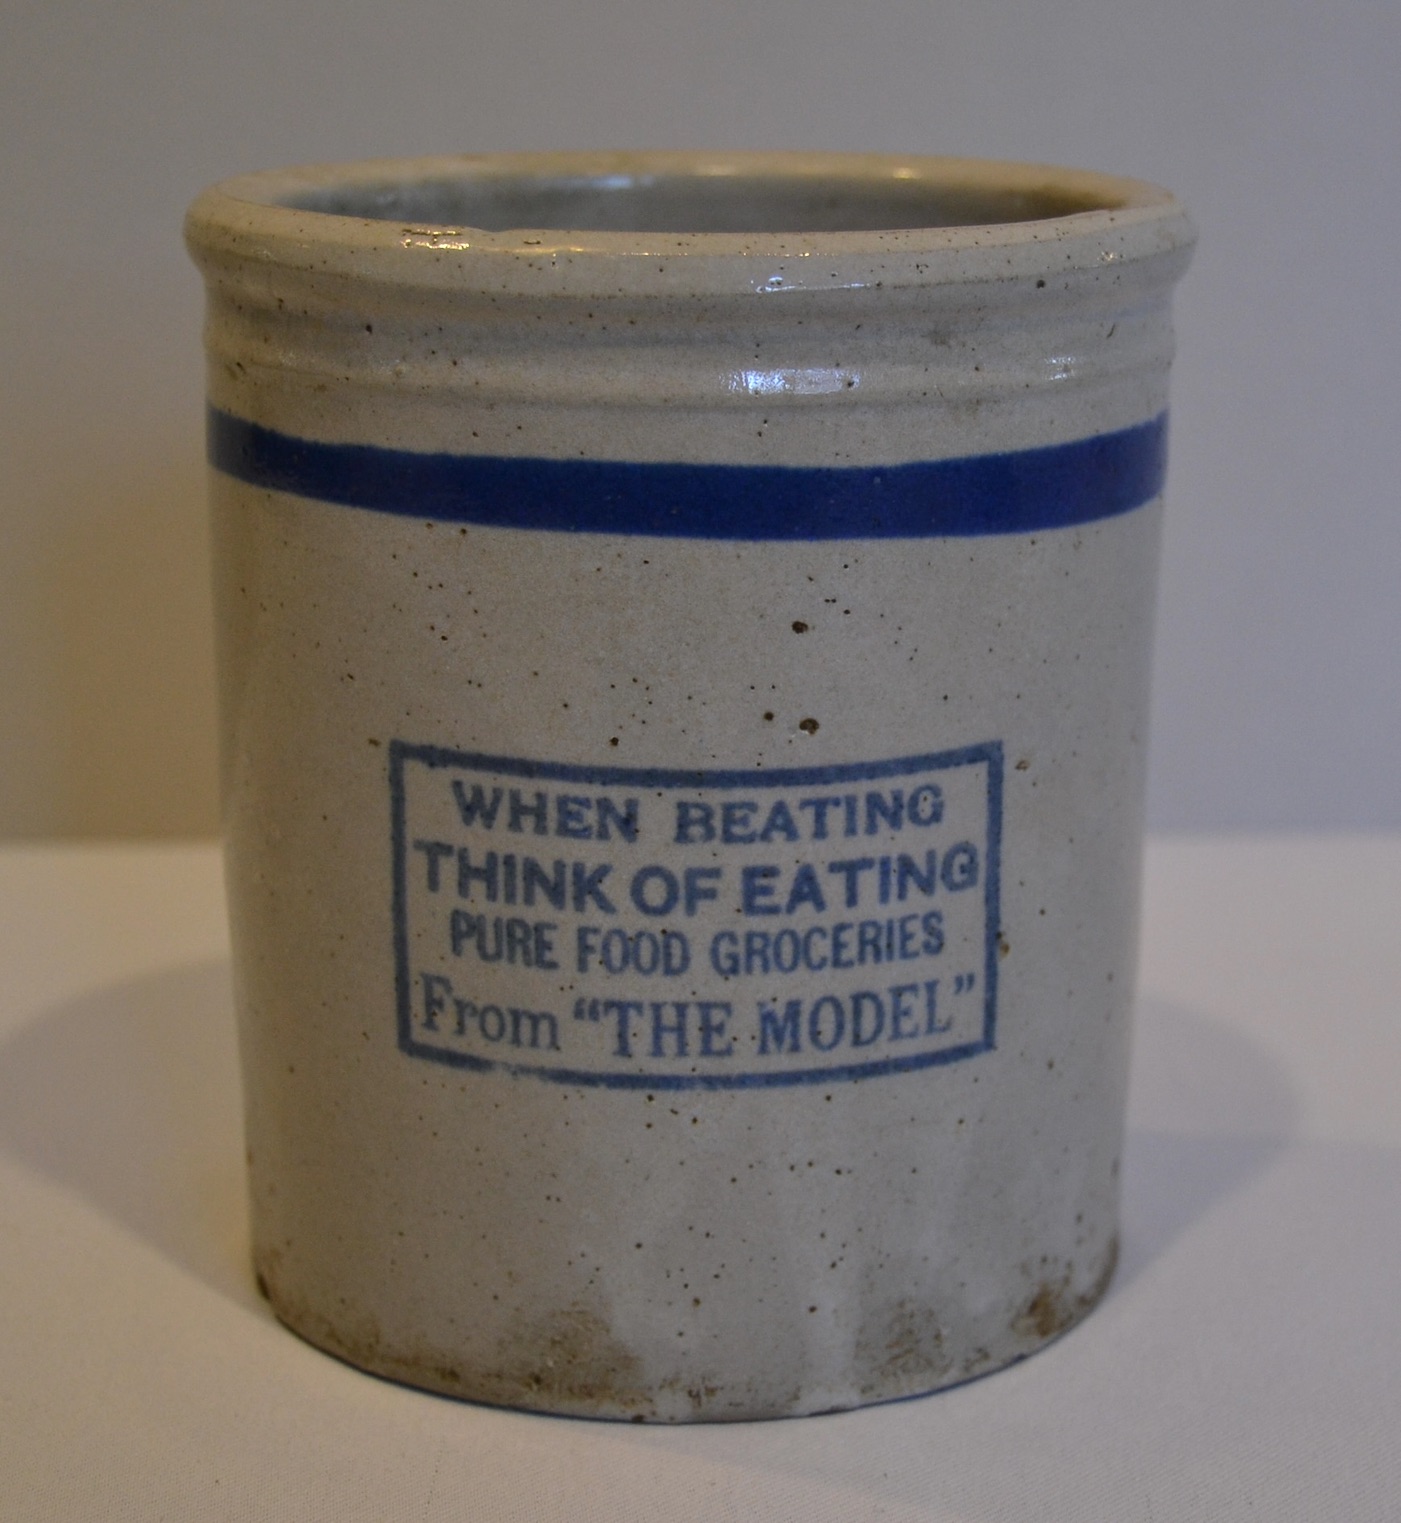 WHEN BEATING
THINK OF EATING
PURE FOOD GROCERIES
From “THE MODEL”